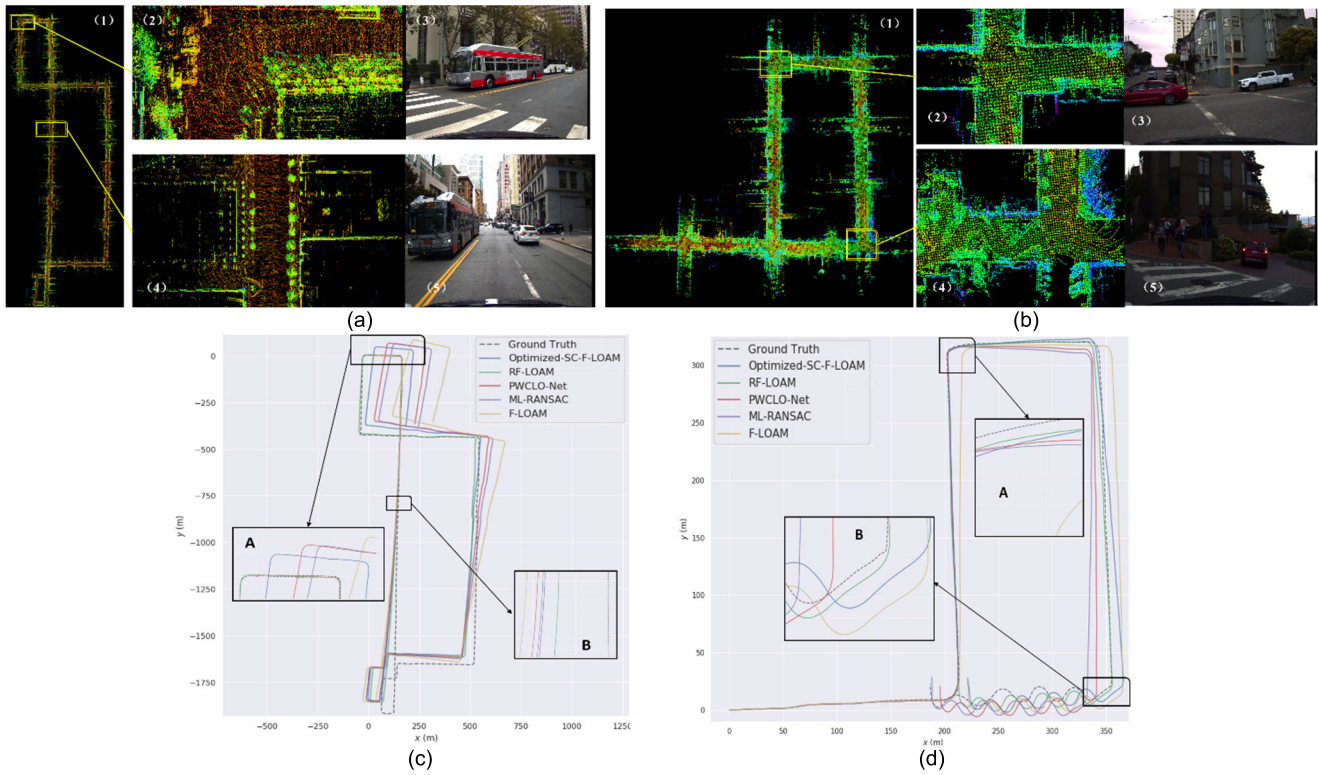 (1)
(2)
(3)
(4)
(5)
(1)
(2)
(3)
(4)
(5)
(a)
(b)
0
−250
−500
−750
−1000
−1250
−1500
−1750
y (m)
Ground Truth
Optimized-SC-F-LOAM
RF-LOAM
PWCLO-Net
ML-RANSAC
F-LOAM
A
B
−500
−250
0
250
500
750
1000
1250
x (m)
(c)
300
250
200
150
100
50
0
y (m)
Ground Truth
Optimized-SC-F-LOAM
RF-LOAM
PWCLO-Net
ML-RANSAC
F-LOAM
A
B
0
50
100
150
200
250
300
350
x (m)
(d)